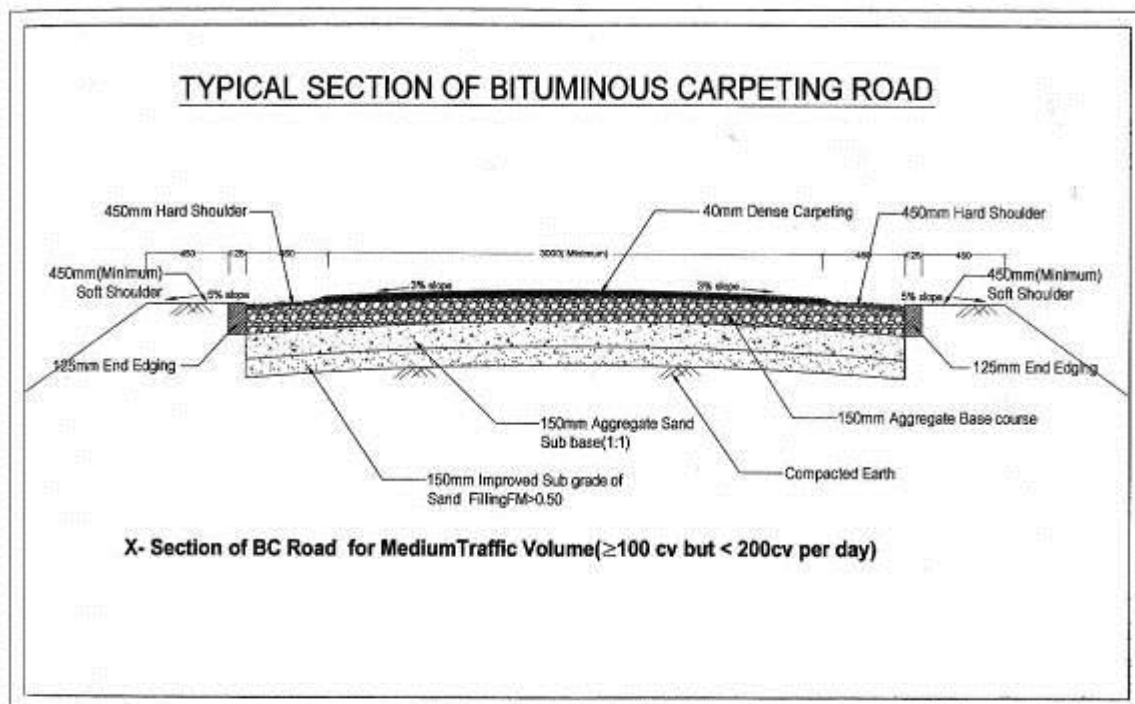 TYPICAL SECTION OF BITUMINOUS CARPETING ROAD
450mm Hard Shoulder
40mm Dense Carpeting
450mm Hard Shoulder
450 125 450 3000( Minimum) 450 125 450
450mm(Minimum)
Soft Shoulder
5% slope
3% slope
3% slope
5% slope
450mm(Minimum)
Soft Shoulder
125mm End Edging
125mm End Edging
150mm Aggregate Sand
Sub base(1:1)
150mm Aggregate Base course
150mm Improved Sub grade of
Sand FillingFM>0.50
Compacted Earth
X- Section of BC Road for MediumTraffic Volume(≥100 cv but < 200cv per day)